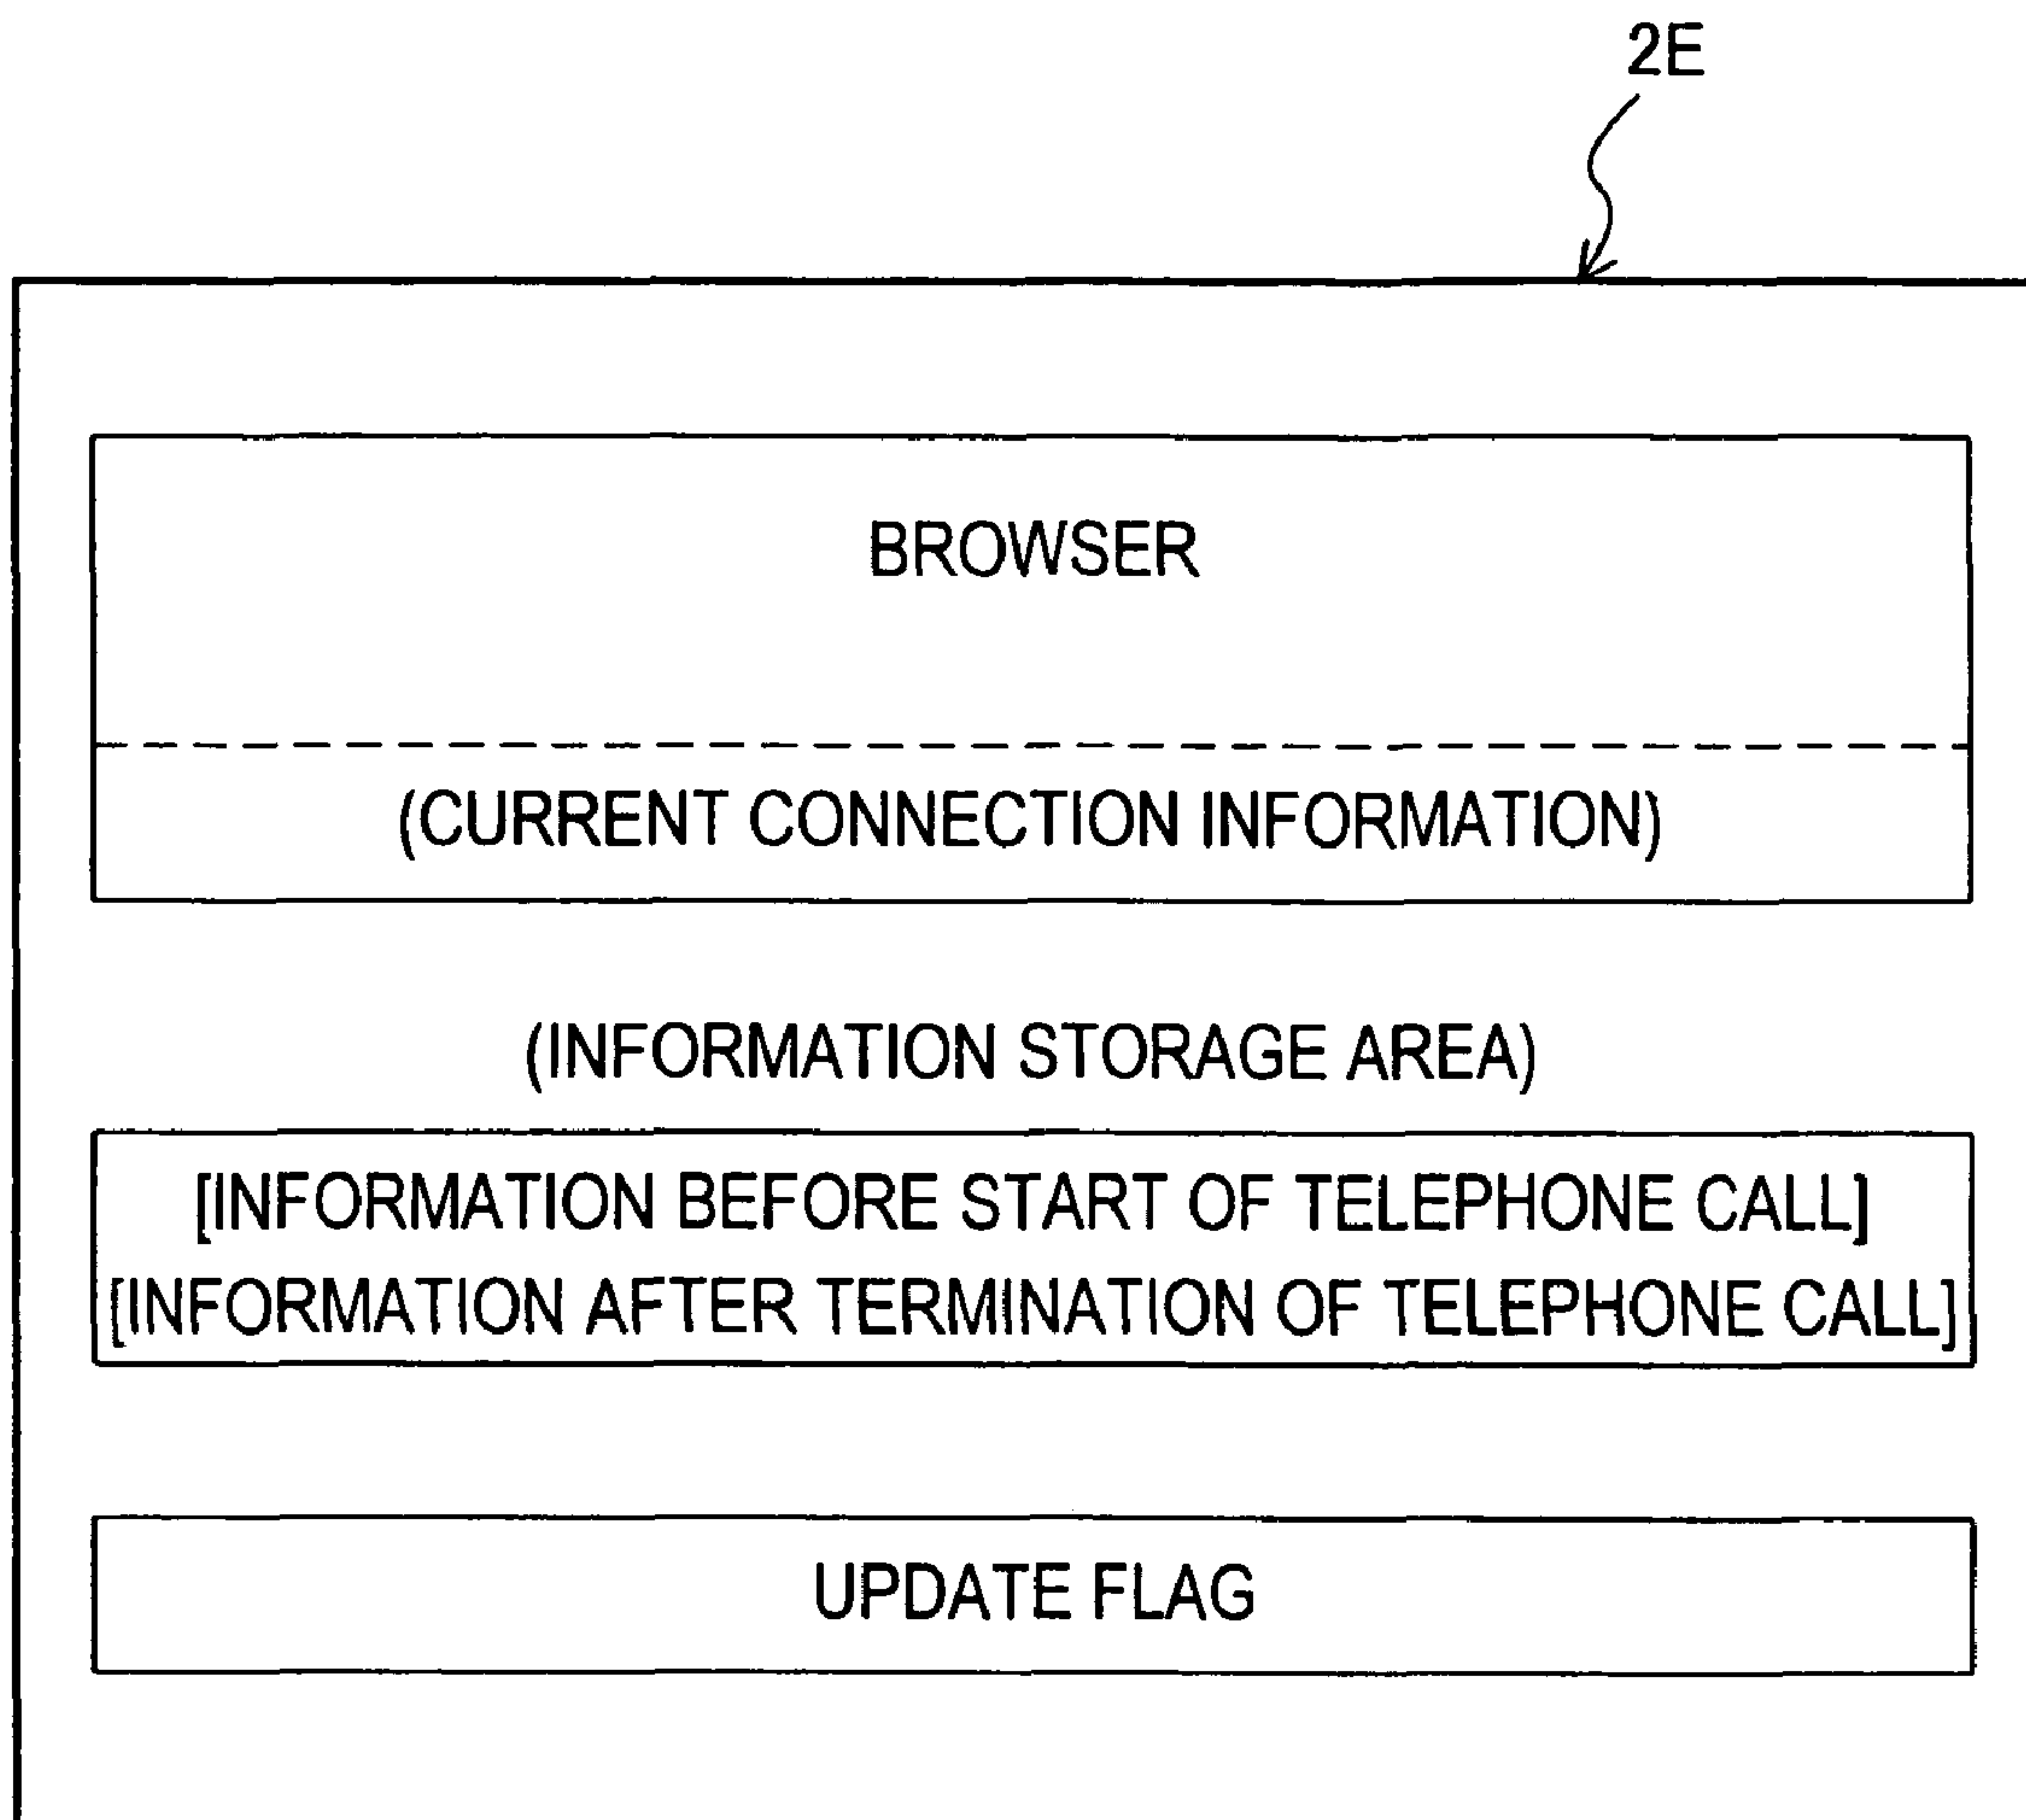 2E
BROWSER
(CURRENT CONNECTION INFORMATION)
(INFORMATION STORAGE AREA)
[INFORMATION BEFORE START OF TELEPHONE CALL]
[INFORMATION AFTER TERMINATION OF TELEPHONE CALL]
UPDATE FLAG